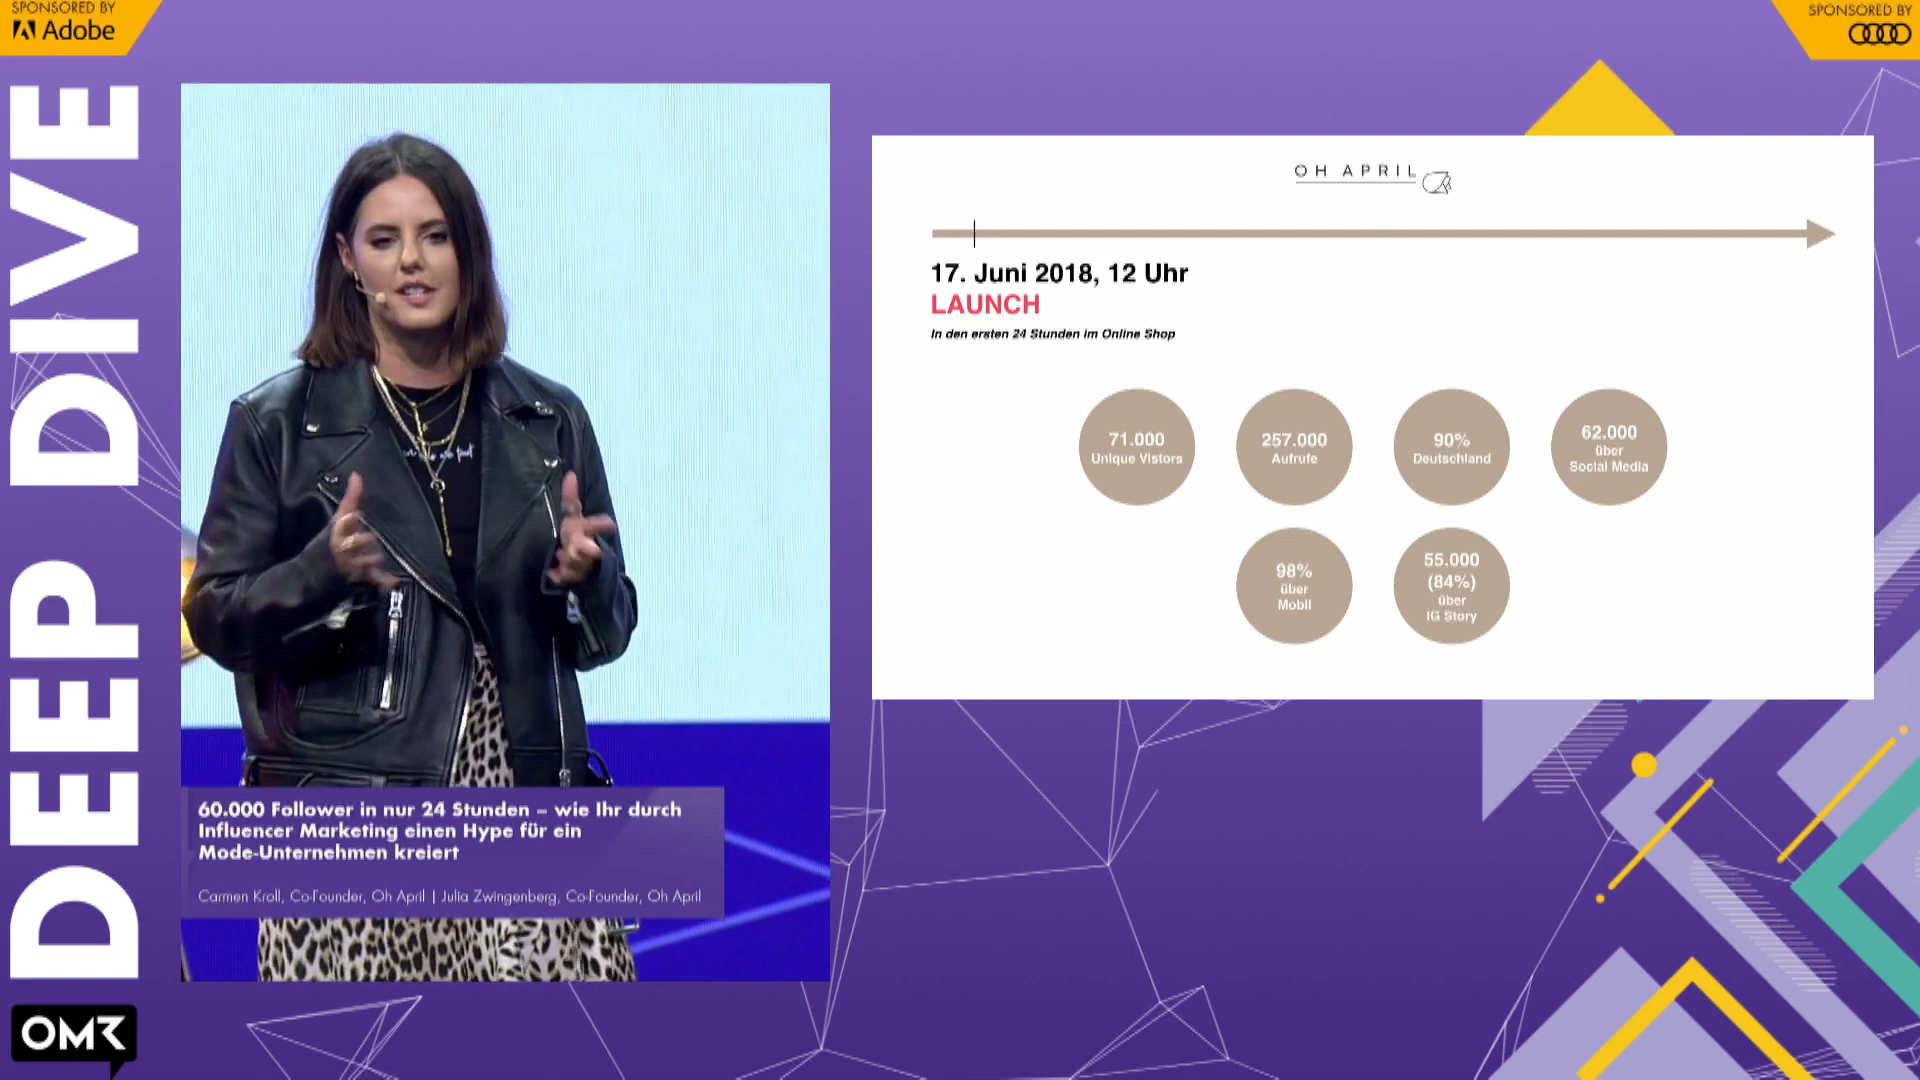 SPONSORED BY
Adobe
SPONSORED BY
DEEP DIVE
OH APRIL
17. Juni 2018, 12 Uhr
LAUNCH
In den ersten 24 Stunden im Online Shop
71.000
Unique Vistors
257.000
Aufrufe
90%
Deutschland
62.000
über
Social Media
98%
über
Mobil
55.000
(84%)
über
IG Story
60.000 Follower in nur 24 Stunden – wie Ihr durch
Influencer Marketing einen Hype für ein
Mode-Unternehmen kreiert
Carmen Kroll, Co-Founder, Oh April | Julia Zwingenberg, Co-Founder, Oh April
OMR